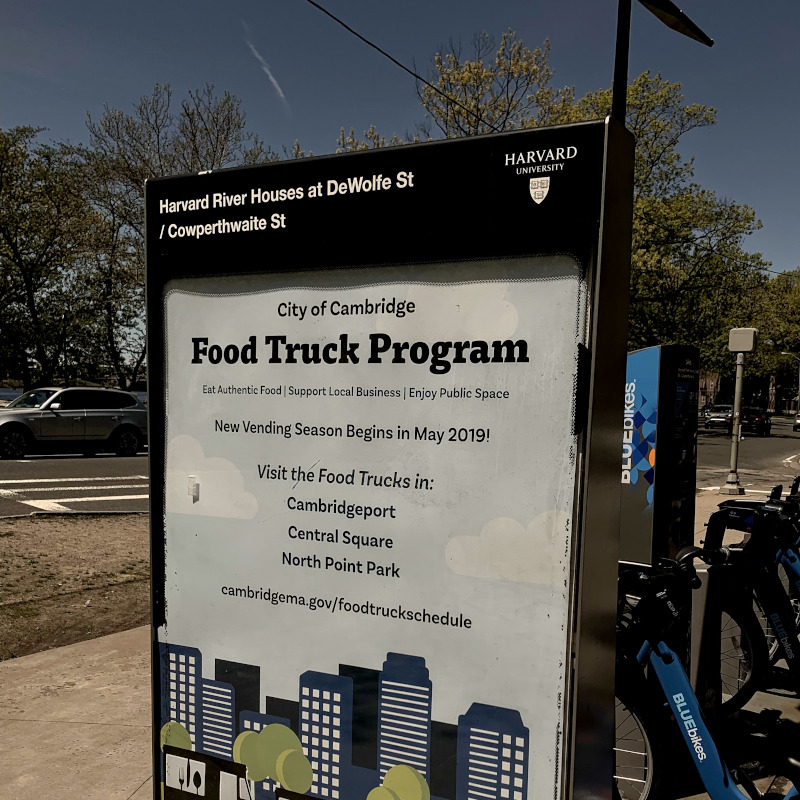 Harvard River Houses at DeWolfe St
/ Cowperthwaite St
HARVARD
UNIVERSITY
City of Cambridge
Food Truck Program
Eat Authentic Food | Support Local Business | Enjoy Public Space
New Vending Season Begins in May 2019!
Visit the Food Trucks in:
Cambridgeport
Central Square
North Point Park
cambridgema.gov/foodtruckschedule
BLUEbikes.
BLUEbikes.
BLUEbikes